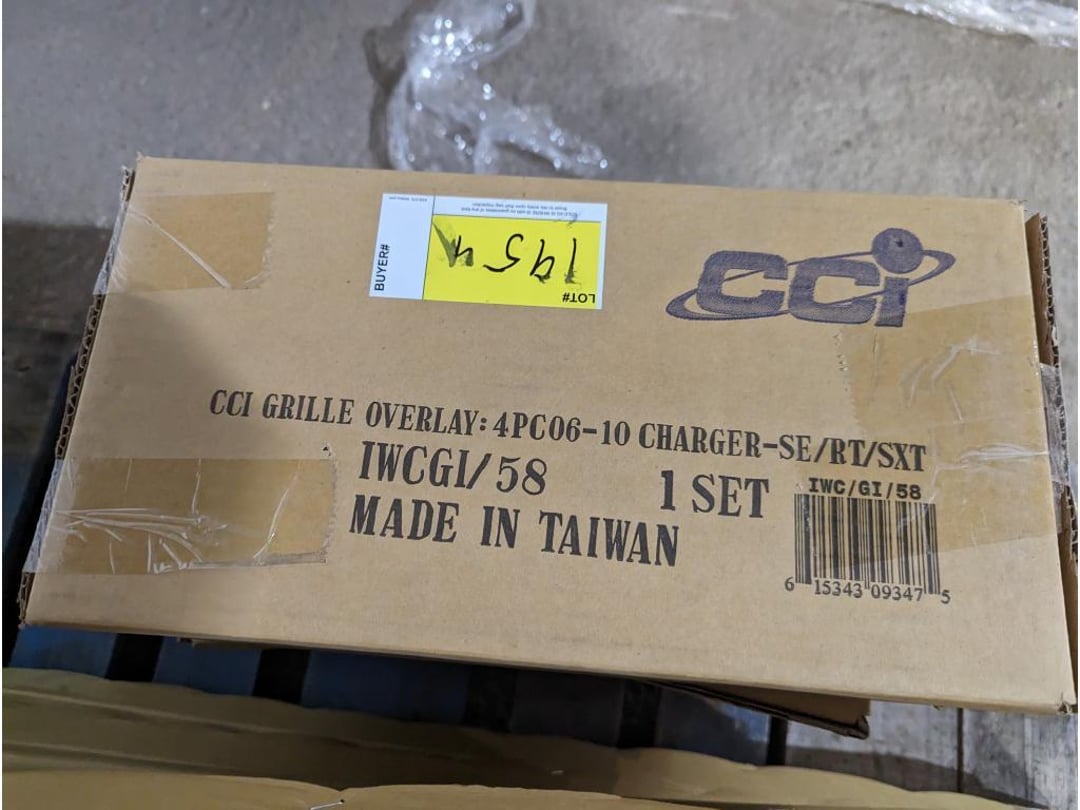 BUYER#
LOT#
1954
CCi
CCI GRILLE OVERLAY: 4PC06-10 CHARGER-SE/RT/SXT
IWCGI/58 1 SET
MADE IN TAIWAN
IWC/GI/58
6 15343 09347 5